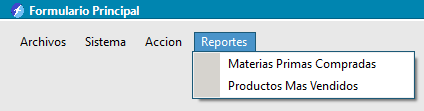 Formulario Principal
Archivos Sistema Accion Reportes
Materias Primas Compradas
Productos Mas Vendidos